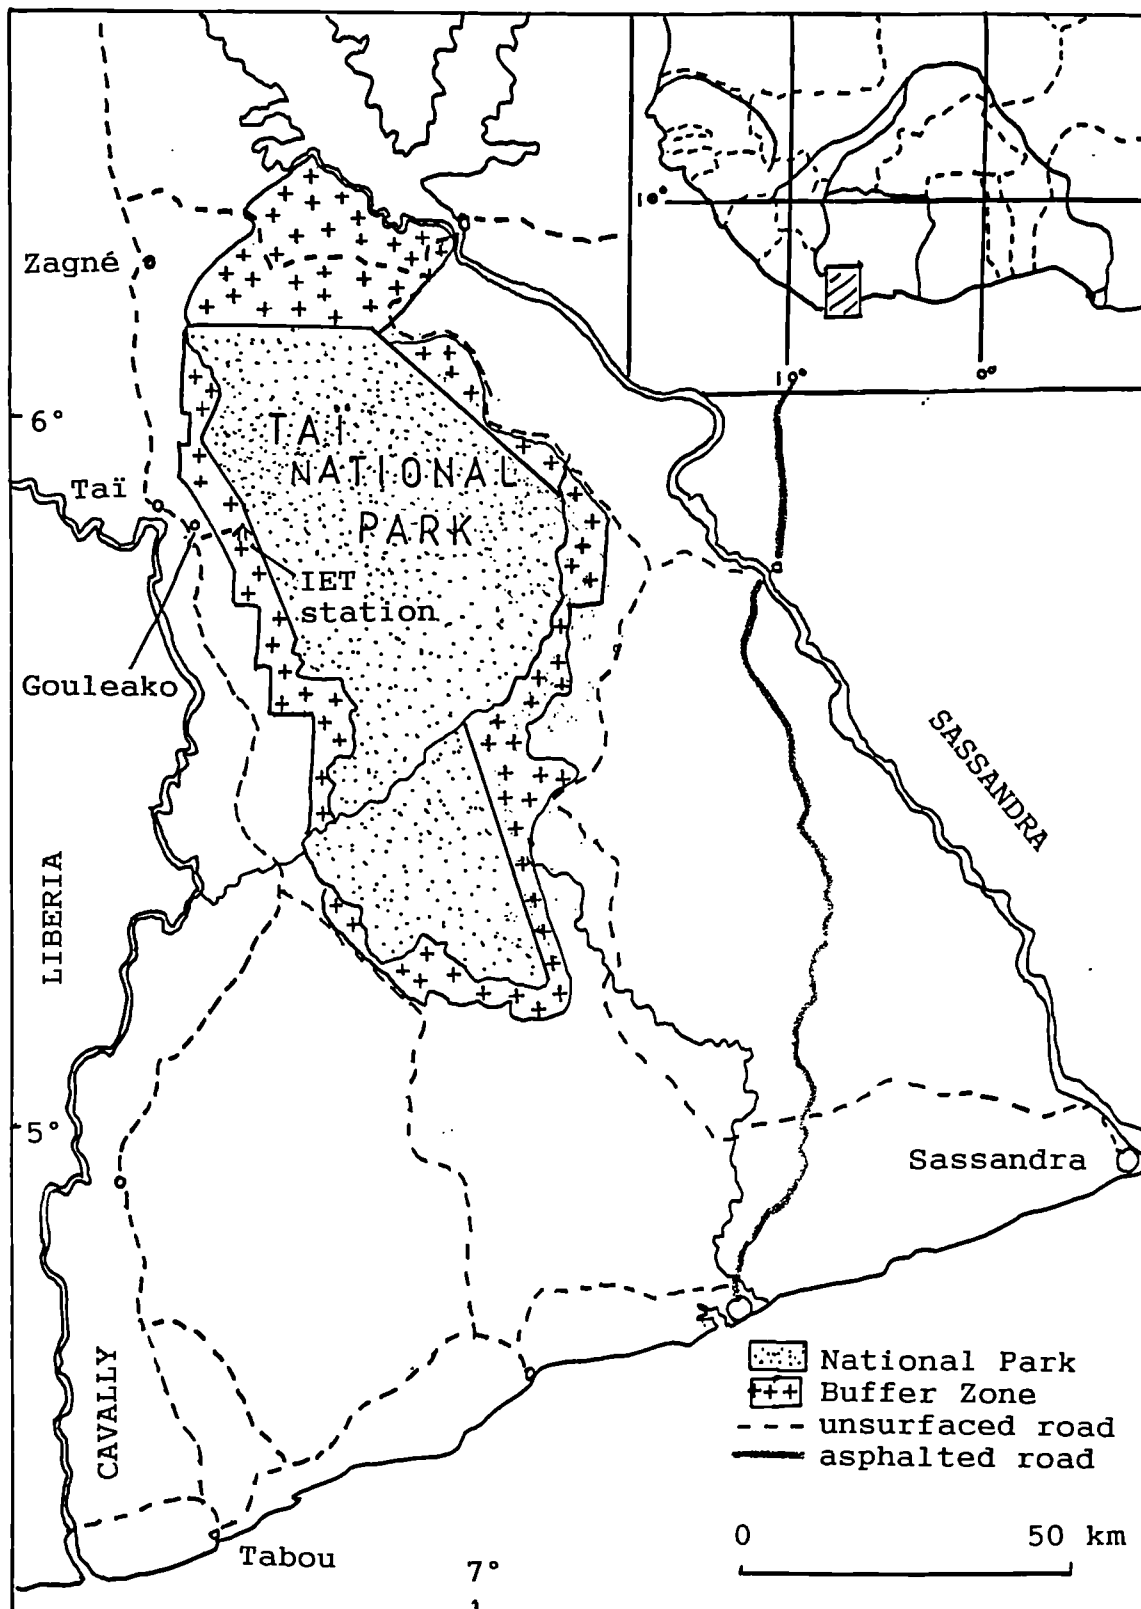 10°
10°
0°
Zagné
6°
TAÏ
NATIONAL
PARK
Taï
IET
station
Gouleako
SASSANDRA
LIBERIA
5°
Sassandra
National Park
Buffer Zone
unsurfaced road
asphalted road
CAVALLY
0 50 km
Tabou
7°